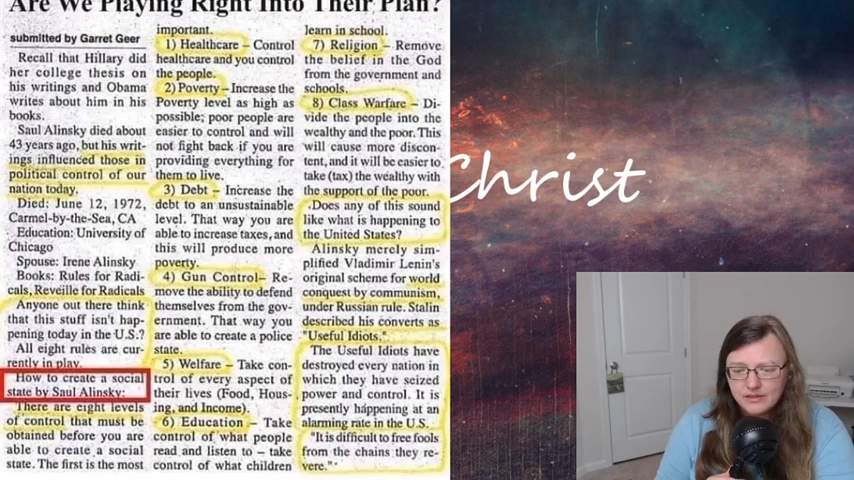 Are We Playing Right Into Their Plan?
submitted by Garret Geer
Recall that Hillary did
her college thesis on
his writings and Obama
writes about him in his
books.
Saul Alinsky died about
43 years ago, but his writ-
ings influenced those in
political control of our
nation today.
Died: June 12, 1972,
Carmel-by-the-Sea, CA
Education: University of
Chicago
Spouse: Irene Alinsky
Books: Rules for Radi-
cals, Reveille for Radicals
Anyone out there think
that this stuff isn't hap-
pening today in the U.S.?
All eight rules are cur-
rently in play.
How to create a social
state by Saul Alinsky:
There are eight levels
of control that must be
obtained before you are
able to create a social
state. The first is the most
important.
1) Healthcare – Control
healthcare and you control
the people.
2) Poverty – Increase the
Poverty level as high as
possible; poor people are
easier to control and will
not fight back if you are
providing everything for
them to live.
3) Debt – Increase the
debt to an unsustainable
level. That way you are
able to increase taxes, and
this will produce more
poverty.
4) Gun Control– Re-
move the ability to defend
themselves from the gov-
ernment. That way you
are able to create a police
state.
5) Welfare – Take con-
trol of every aspect of
their lives (Food, Hous-
ing, and Income).
6) Education – Take
control of what people
read and listen to – take
control of what children
learn in school.
7) Religion – Remove
the belief in the God
from the government and
schools.
8) Class Warfare – Di-
vide the people into the
wealthy and the poor. This
will cause more discon-
tent, and it will be easier to
take (tax) the wealthy with
the support of the poor.
Does any of this sound
like what is happening to
the United States?
Alinsky merely sim-
plified Vladimir Lenin's
original scheme for world
conquest by communism,
under Russian rule. Stalin
described his converts as
"Useful Idiots."
The Useful Idiots have
destroyed every nation in
which they have seized
power and control. It is
presently happening at an
alarming rate in the U.S.
"It is difficult to free fools
from the chains they re-
vere."
Christ